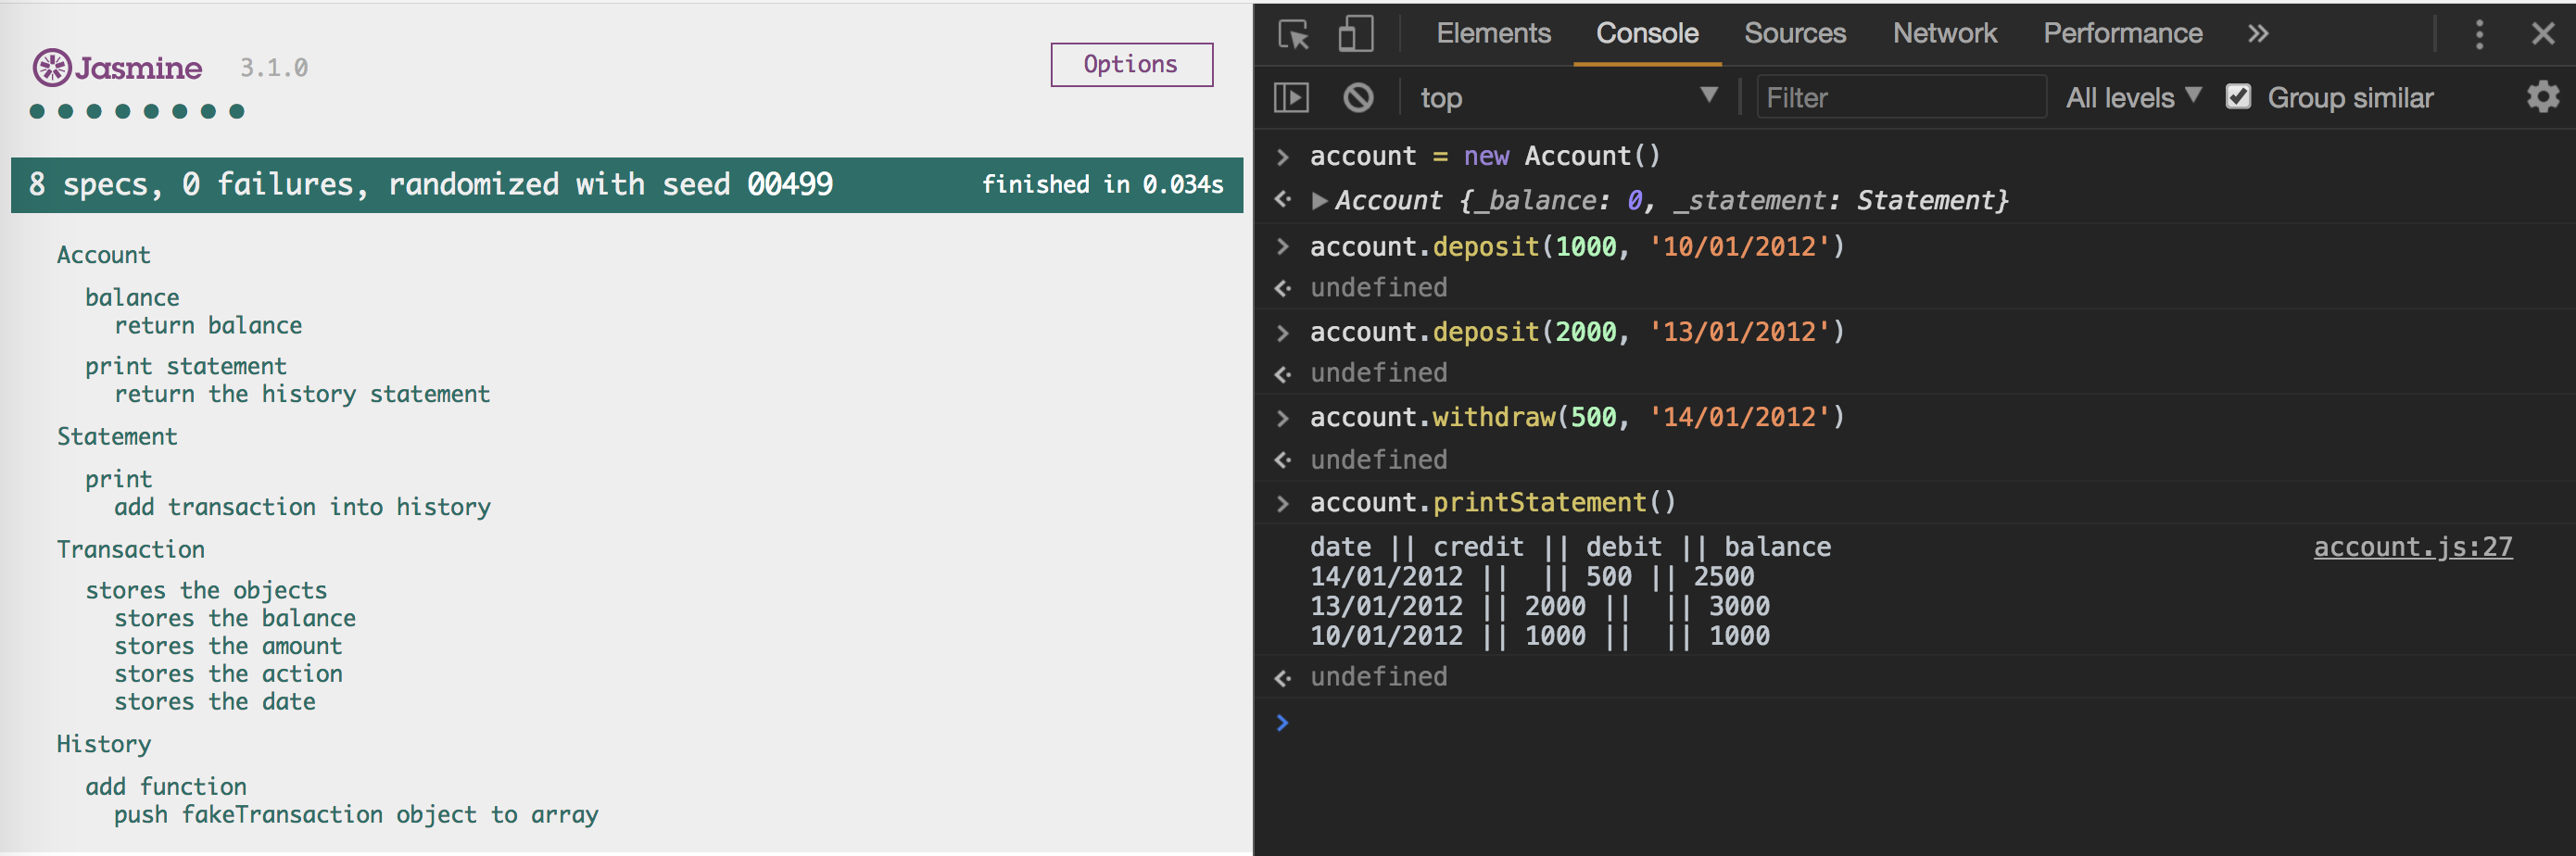 Jasmine 3.1.0
Options
8 specs, 0 failures, randomized with seed 00499
finished in 0.034s
Account
balance
return balance
print statement
return the history statement
Statement
print
add transaction into history
Transaction
stores the objects
stores the balance
stores the amount
stores the action
stores the date
History
add function
push fakeTransaction object to array
Elements Console Sources Network Performance »
top Filter All levels Group similar
> account = new Account()
Account {_balance: 0, _statement: Statement}
> account.deposit(1000, '10/01/2012')
undefined
> account.deposit(2000, '13/01/2012')
undefined
> account.withdraw(500, '14/01/2012')
undefined
> account.printStatement()
date || credit || debit || balance account.js:27
14/01/2012 ||  || 500 || 2500
13/01/2012 || 2000 ||  || 3000
10/01/2012 || 1000 ||  || 1000
undefined
>